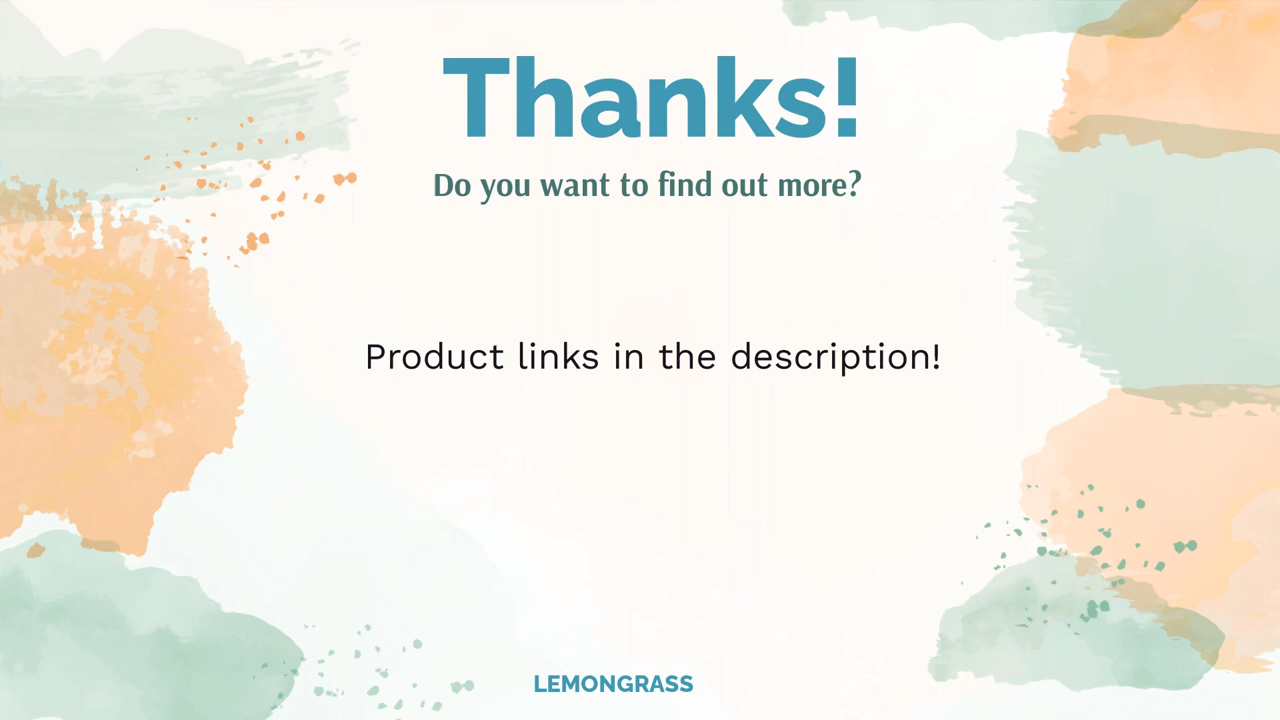 Thanks!
Do you want to find out more?
Product links in the description!
LEMONGRASS